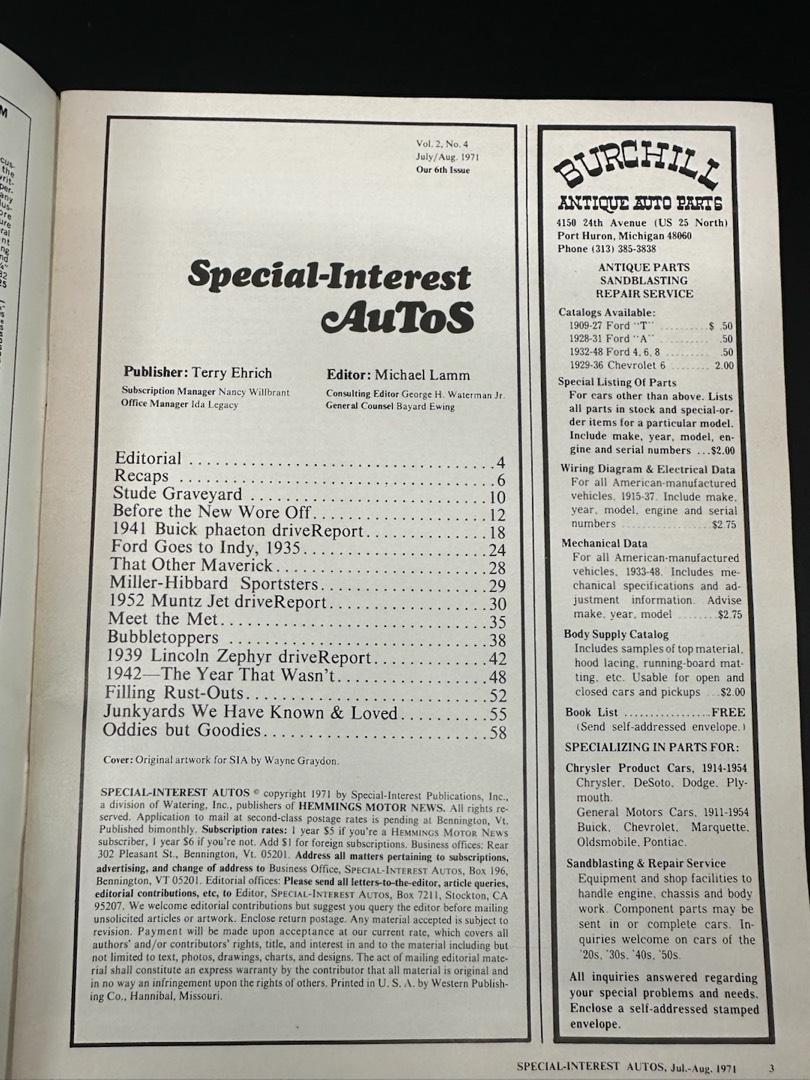 Vol. 2, No. 4
July/Aug. 1971
Our 6th Issue
Special-Interest
AuToS
Publisher: Terry Ehrich
Subscription Manager Nancy Willbrant
Office Manager Ida Legacy
Editor: Michael Lamm
Consulting Editor George H. Waterman Jr.
General Counsel Bayard Ewing
Editorial ........................................4
Recaps ........................................6
Stude Graveyard ........................................10
Before the New Wore Off........................................12
1941 Buick phaeton driveReport........................................18
Ford Goes to Indy, 1935........................................24
That Other Maverick........................................28
Miller-Hibbard Sportsters........................................29
1952 Muntz Jet driveReport........................................30
Meet the Met........................................35
Bubbletoppers ........................................38
1939 Lincoln Zephyr driveReport........................................42
1942—The Year That Wasn't........................................48
Filling Rust-Outs........................................52
Junkyards We Have Known & Loved........................................55
Oddies but Goodies........................................58
Cover: Original artwork for SIA by Wayne Graydon.
SPECIAL-INTEREST AUTOS © copyright 1971 by Special-Interest Publications, Inc.,
a division of Watering, Inc., publishers of HEMMINGS MOTOR NEWS. All rights re-
served. Application to mail at second-class postage rates is pending at Bennington, Vt.
Published bimonthly. Subscription rates: 1 year $5 if you're a HEMMINGS MOTOR NEWS
subscriber, 1 year $6 if you're not. Add $1 for foreign subscriptions. Business offices: Rear
302 Pleasant St., Bennington, Vt. 05201. Address all matters pertaining to subscriptions,
advertising, and change of address to Business Office, SPECIAL-INTEREST AUTOS, Box 196,
Bennington, VT 05201. Editorial offices: Please send all letters-to-the-editor, article queries,
editorial contributions, etc, to Editor, SPECIAL-INTEREST AUTOS, Box 7211, Stockton, CA
95207. We welcome editorial contributions but suggest you query the editor before mailing
unsolicited articles or artwork. Enclose return postage. Any material accepted is subject to
revision. Payment will be made upon acceptance at our current rate, which covers all
authors' and/or contributors' rights, title, and interest in and to the material including but
not limited to text, photos, drawings, charts, and designs. The act of mailing editorial mate-
rial shall constitute an express warranty by the contributor that all material is original and
in no way an infringement upon the rights of others. Printed in U. S. A. by Western Publish-
ing Co., Hannibal, Missouri.
BURCHILL
ANTIQUE AUTO PARTS
4150 24th Avenue (US 25 North)
Port Huron, Michigan 48060
Phone (313) 385-3838
ANTIQUE PARTS
SANDBLASTING
REPAIR SERVICE
Catalogs Available:
1909-27 Ford "T" .......... $ .50
1928-31 Ford "A" .......... .50
1932-48 Ford 4, 6, 8 .......... .50
1929-36 Chevrolet 6 .......... 2.00
Special Listing Of Parts
For cars other than above. Lists
all parts in stock and special-or-
der items for a particular model.
Include make, year, model, en-
gine and serial numbers ...$2.00
Wiring Diagram & Electrical Data
For all American-manufactured
vehicles, 1915-37. Include make,
year, model, engine and serial
numbers ..................$2.75
Mechanical Data
For all American-manufactured
vehicles, 1933-48. Includes me-
chanical specifications and ad-
justment information. Advise
make, year, model ........$2.75
Body Supply Catalog
Includes samples of top material,
hood lacing, running-board mat-
ting, etc. Usable for open and
closed cars and pickups ...$2.00
Book List .................FREE
(Send self-addressed envelope.)
SPECIALIZING IN PARTS FOR:
Chrysler Product Cars, 1914-1954
Chrysler, DeSoto, Dodge, Ply-
mouth.
General Motors Cars, 1911-1954
Buick, Chevrolet, Marquette,
Oldsmobile, Pontiac.
Sandblasting & Repair Service
Equipment and shop facilities to
handle engine, chassis and body
work. Component parts may be
sent in or complete cars. In-
quiries welcome on cars of the
'20s, '30s, '40s, '50s.
All inquiries answered regarding
your special problems and needs.
Enclose a self-addressed stamped
envelope.
SPECIAL-INTEREST AUTOS, Jul.-Aug. 1971 3